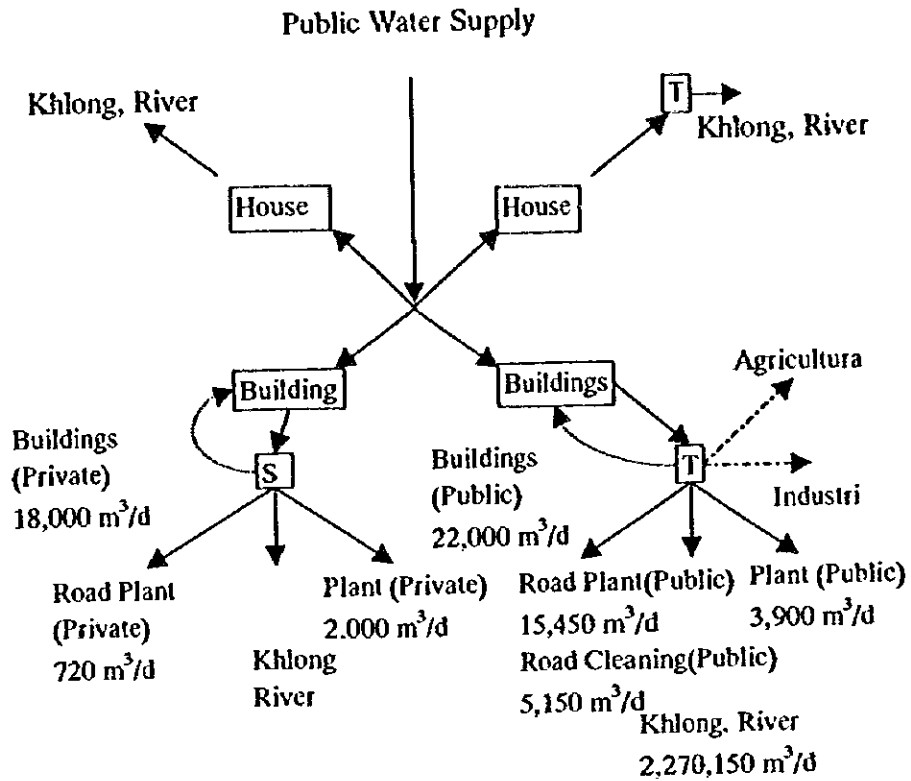 Public Water Supply
Khlong, River
T
Khlong, River
House
House
Building
Buildings
Agricultura
Buildings
(Private)
18,000 m³/d
S
Buildings
(Public)
22,000 m³/d
T
Industri
Road Plant
(Private)
720 m³/d
Khlong
River
Plant (Private)
2.000 m³/d
Road Plant(Public)
15,450 m³/d
Road Cleaning(Public)
5,150 m³/d
Plant (Public)
3,900 m³/d
Khlong. River
2,270,150 m³/d